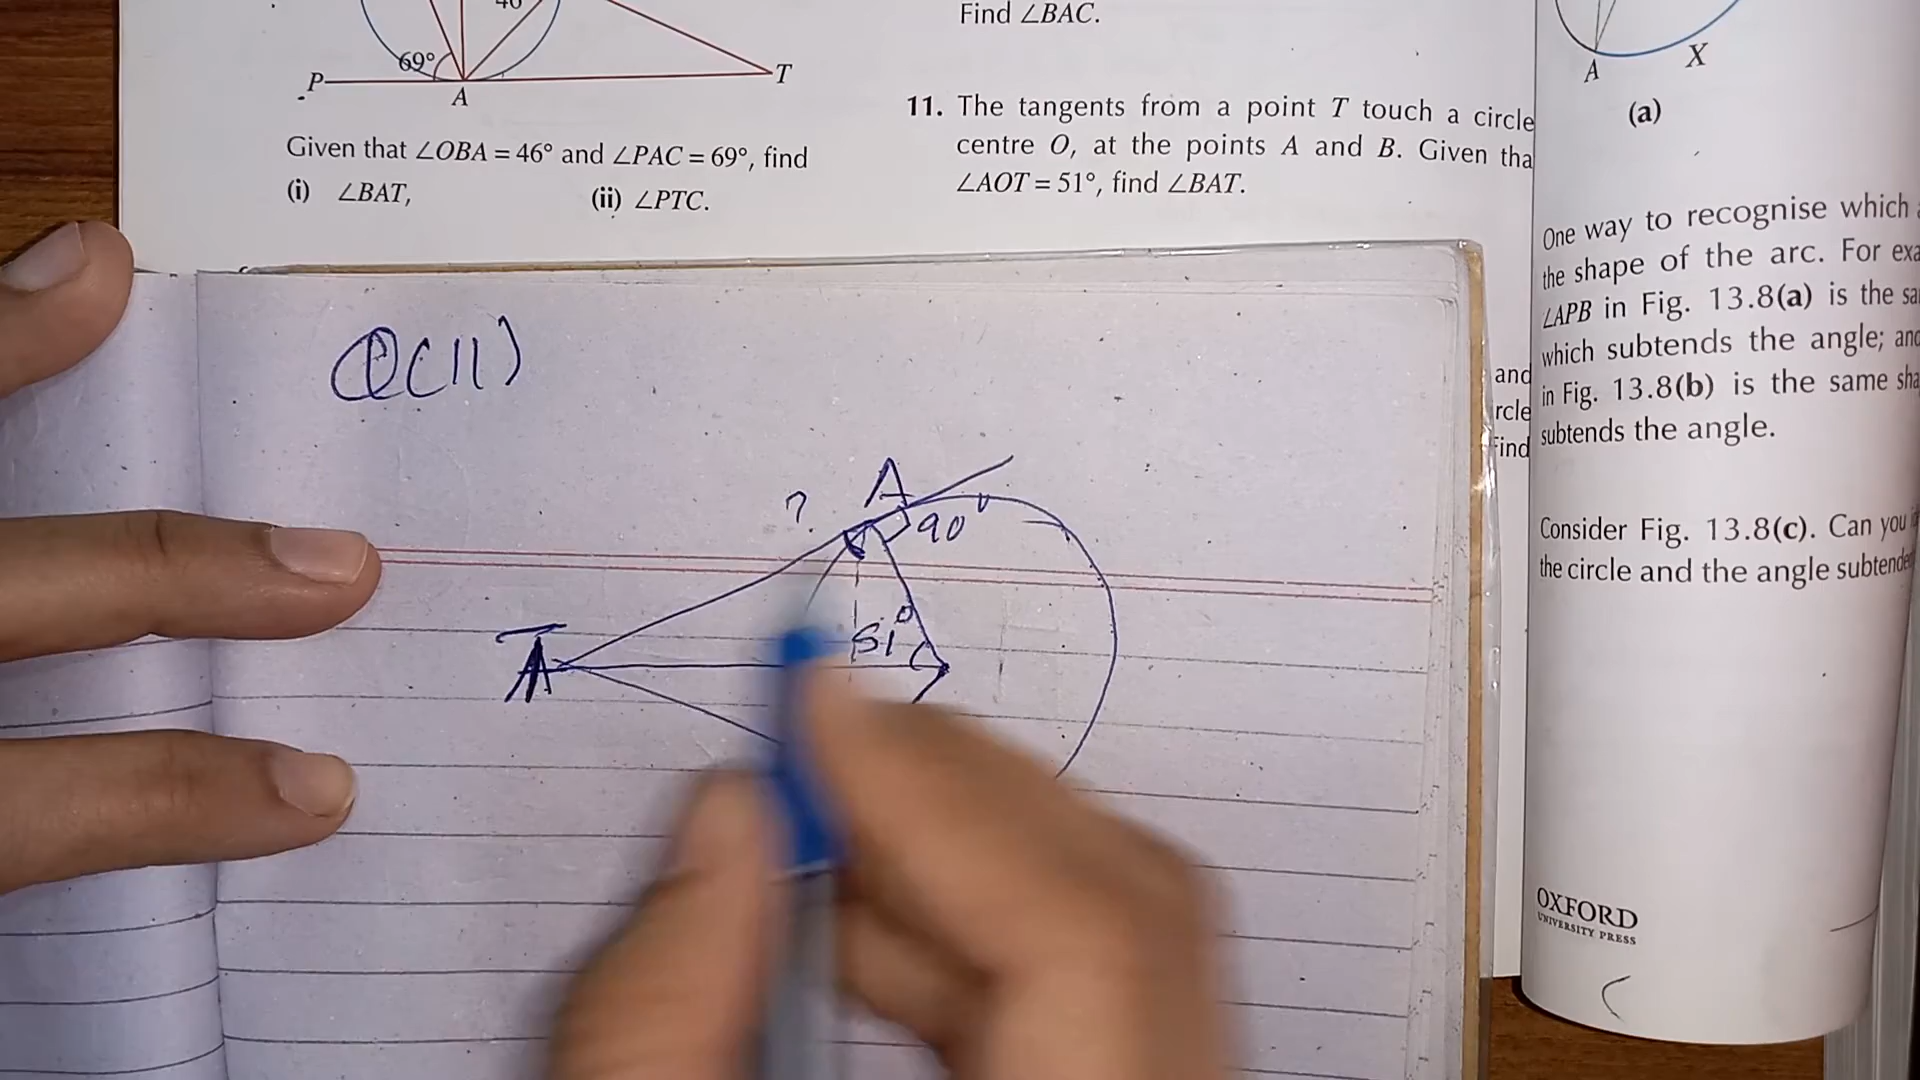 69°
P
A
T
Given that ∠OBA = 46° and ∠PAC = 69°, find
(i) ∠BAT, (ii) ∠PTC.
Find ∠BAC.
11. The tangents from a point T touch a circle
centre O, at the points A and B. Given tha
∠AOT = 51°, find ∠BAT.
and
rcle
Find
A
X
(a)
One way to recognise which
the shape of the arc. For exa
∠APB in Fig. 13.8(a) is the sa
which subtends the angle; and
in Fig. 13.8(b) is the same sha
subtends the angle.
Consider Fig. 13.8(c). Can you
the circle and the angle subtende
OXFORD
UNIVERSITY PRESS
Q(11)
?
A
90°
51°
T